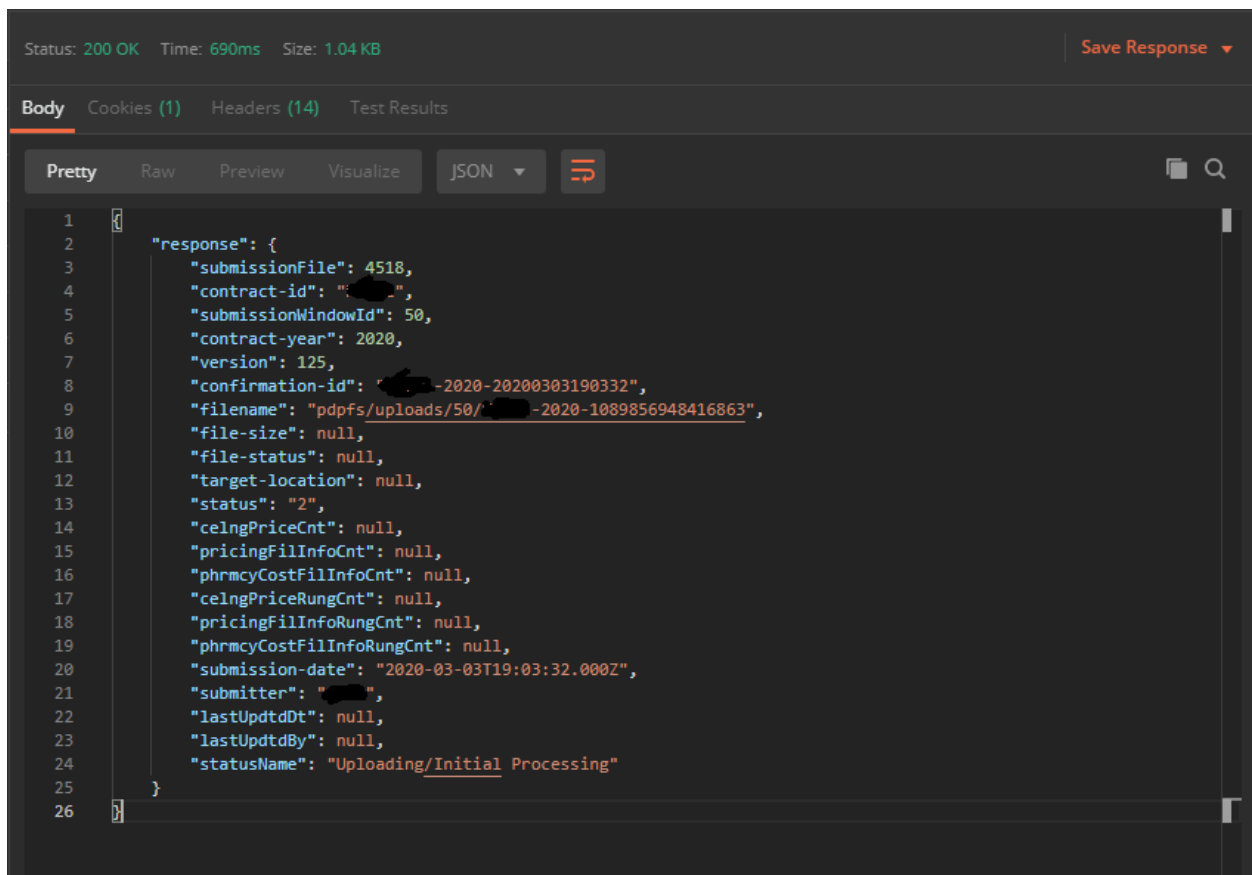 Status: 200 OK Time: 690ms Size: 1.04 KB Save Response
Body Cookies (1) Headers (14) Test Results
Pretty Raw Preview Visualize JSON
1 {
2 "response": {
3 "submissionFile": 4518,
4 "contract-id": "",
5 "submissionWindowId": 50,
6 "contract-year": 2020,
7 "version": 125,
8 "confirmation-id": "-2020-20200303190332",
9 "filename": "pdpfs/uploads/50/-2020-1089856948416863",
10 "file-size": null,
11 "file-status": null,
12 "target-location": null,
13 "status": "2",
14 "celngPriceCnt": null,
15 "pricingFilInfoCnt": null,
16 "phrmcyCostFilInfoCnt": null,
17 "celngPriceRungCnt": null,
18 "pricingFilInfoRungCnt": null,
19 "phrmcyCostFilInfoRungCnt": null,
20 "submission-date": "2020-03-03T19:03:32.000Z",
21 "submitter": "",
22 "lastUpdtdDt": null,
23 "lastUpdtdBy": null,
24 "statusName": "Uploading/Initial Processing"
25 }
26 }